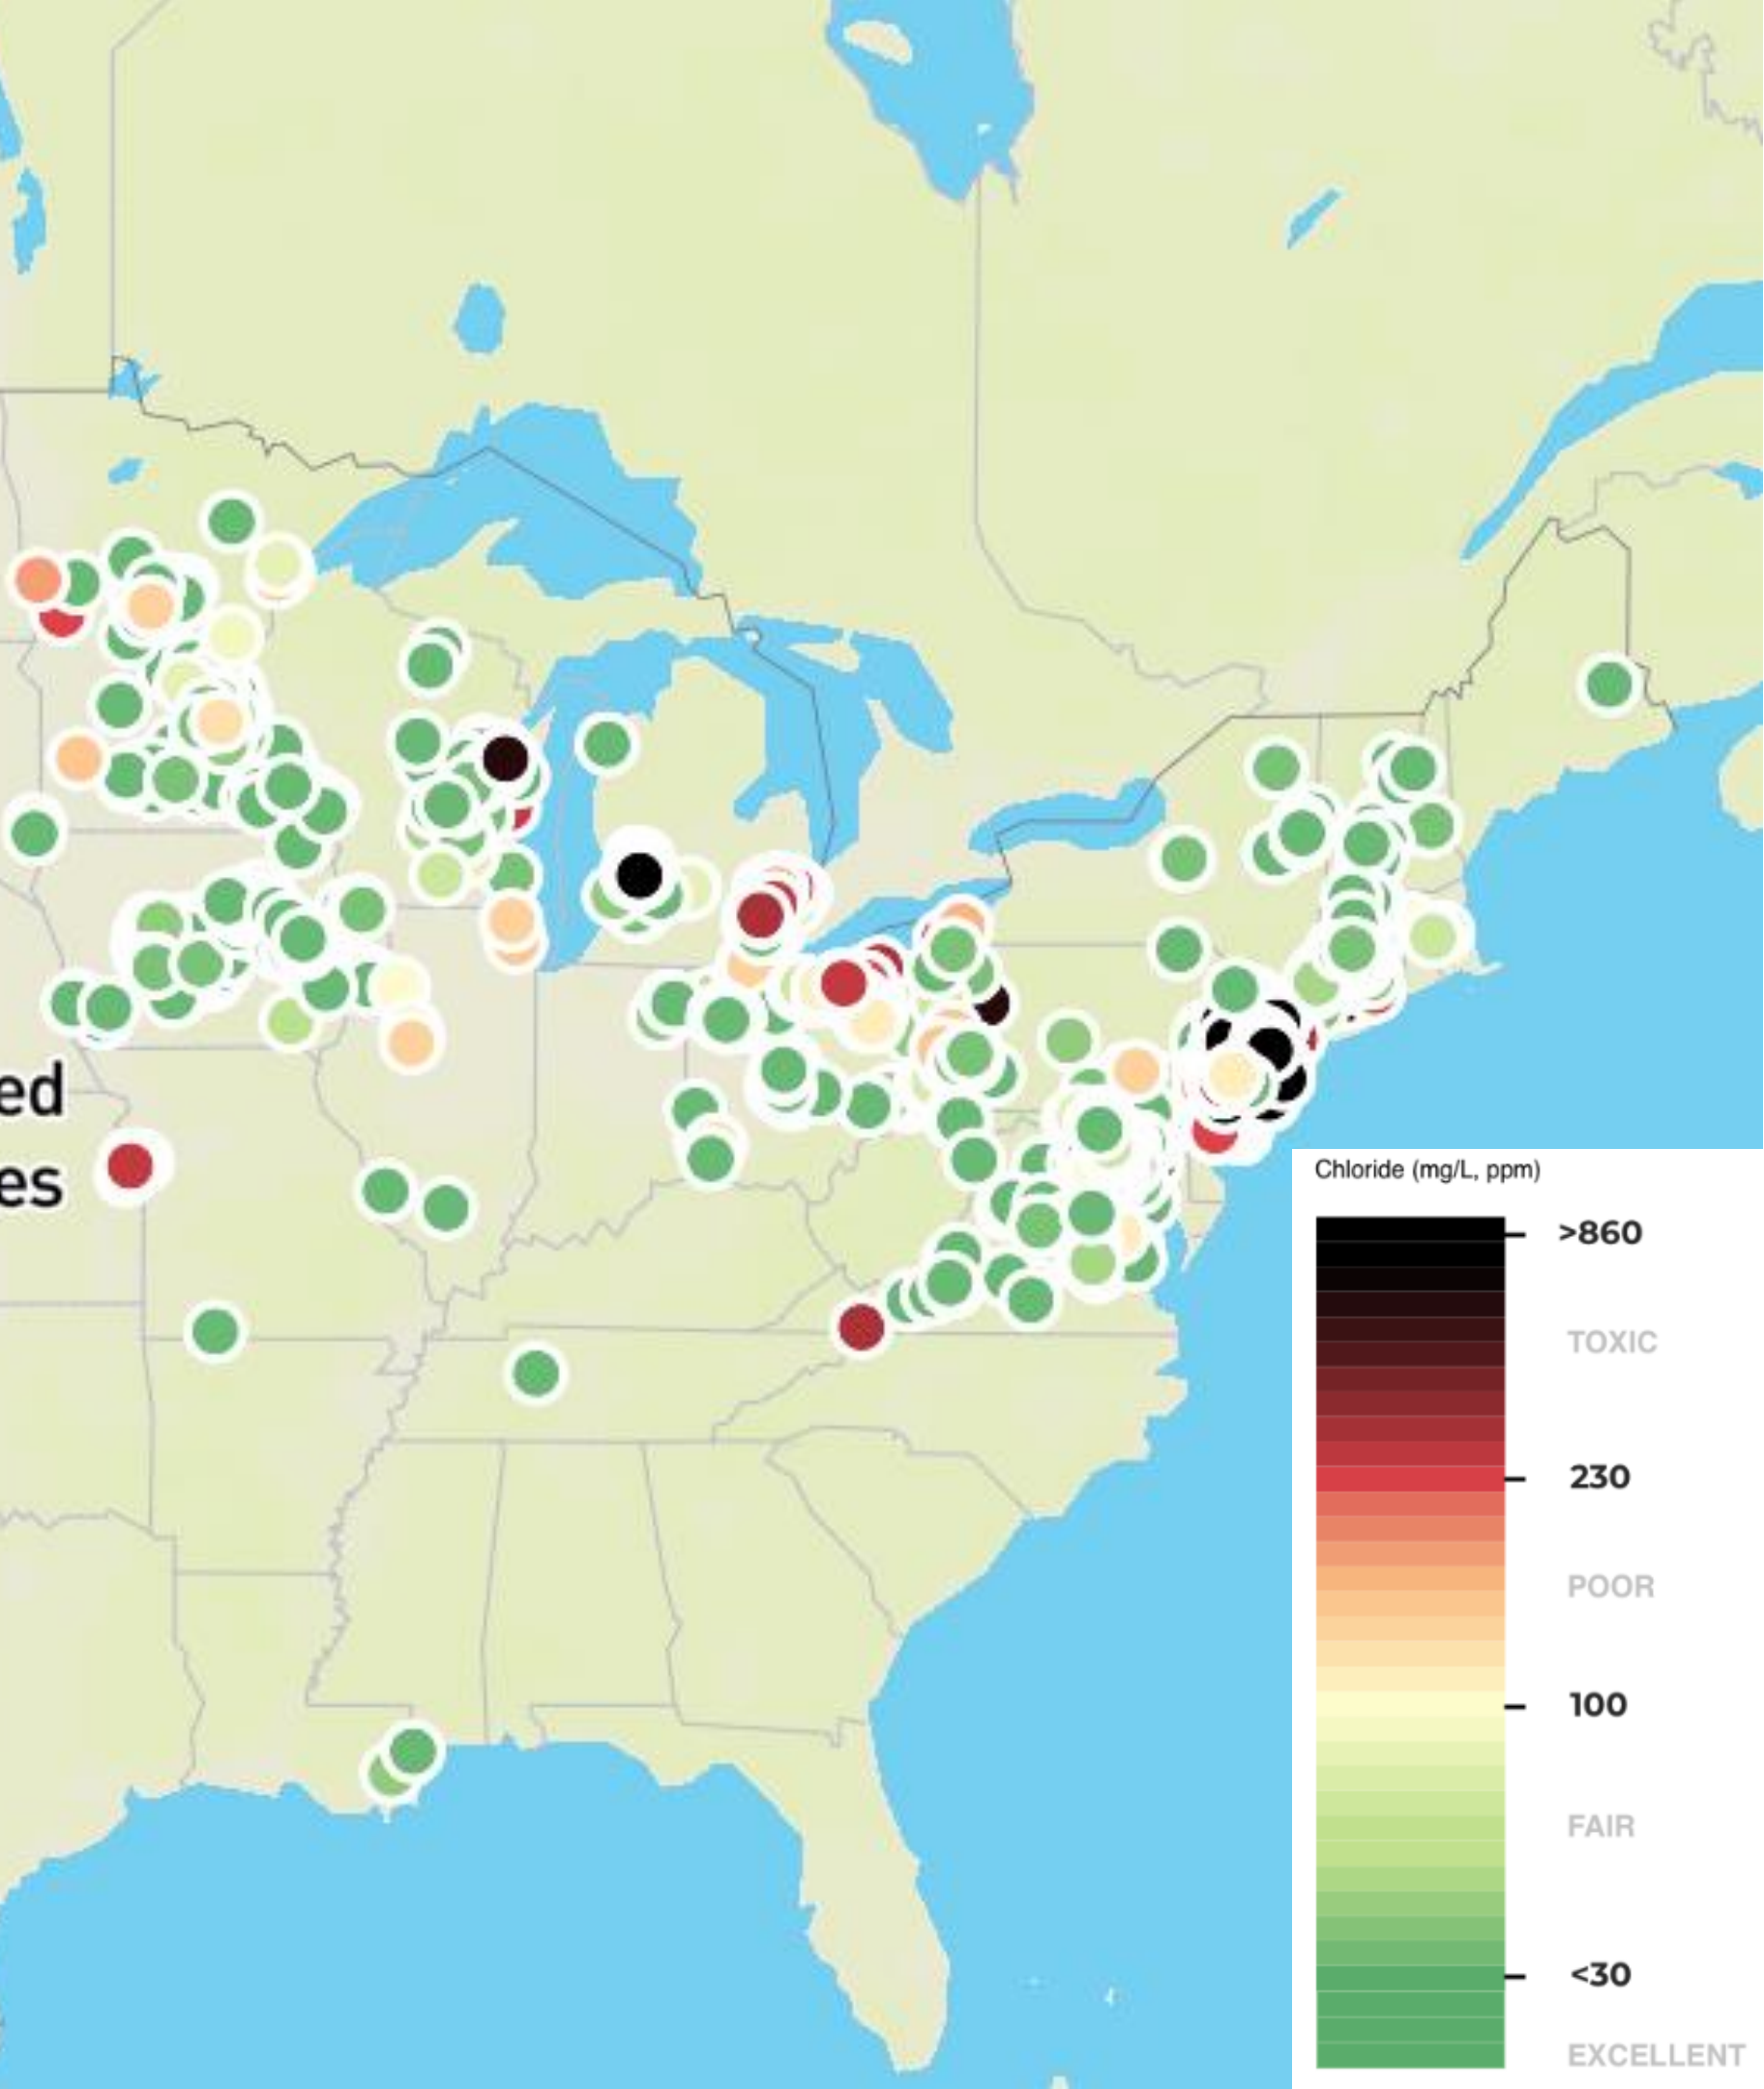 ed
es
Chloride (mg/L, ppm)
>860
TOXIC
230
POOR
100
FAIR
<30
EXCELLENT